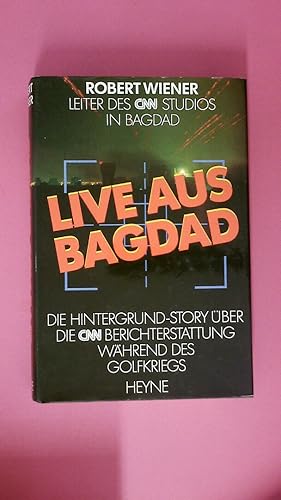 ROBERT WIENER
LEITER DES CNN STUDIOS
IN BAGDAD
LIVE AUS
BAGDAD
DIE HINTERGRUND-STORY ÜBER
DIE CNN BERICHTERSTATTUNG
WÄHREND DES
GOLFKRIEGS
HEYNE